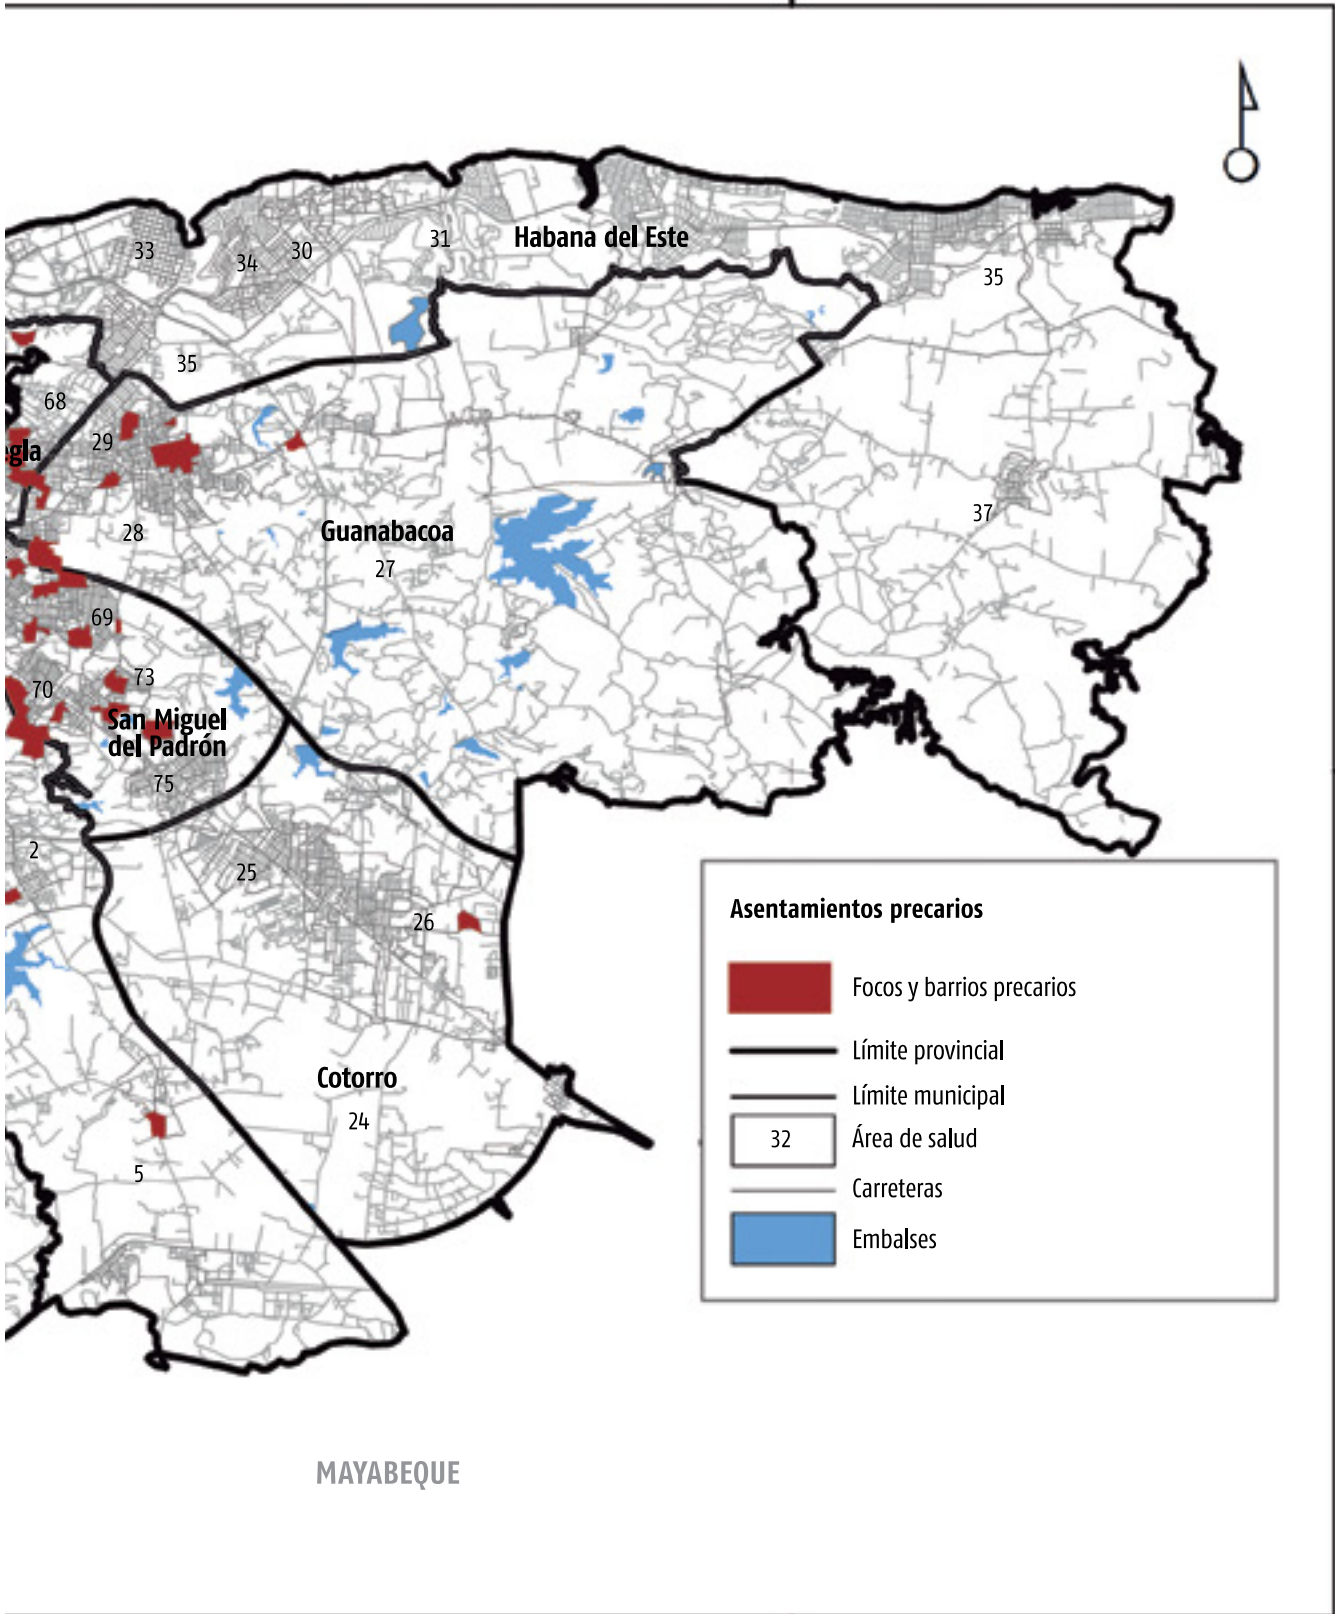 33
34
30
31
Habana del Este
35
35
68
29
egla
28
Guanabacoa
27
37
69
70
73
San Miguel
del Padrón
75
2
25
26
Cotorro
24
5
Asentamientos precarios
Focos y barrios precarios
Límite provincial
Límite municipal
32
Área de salud
Carreteras
Embalses
MAYABEQUE